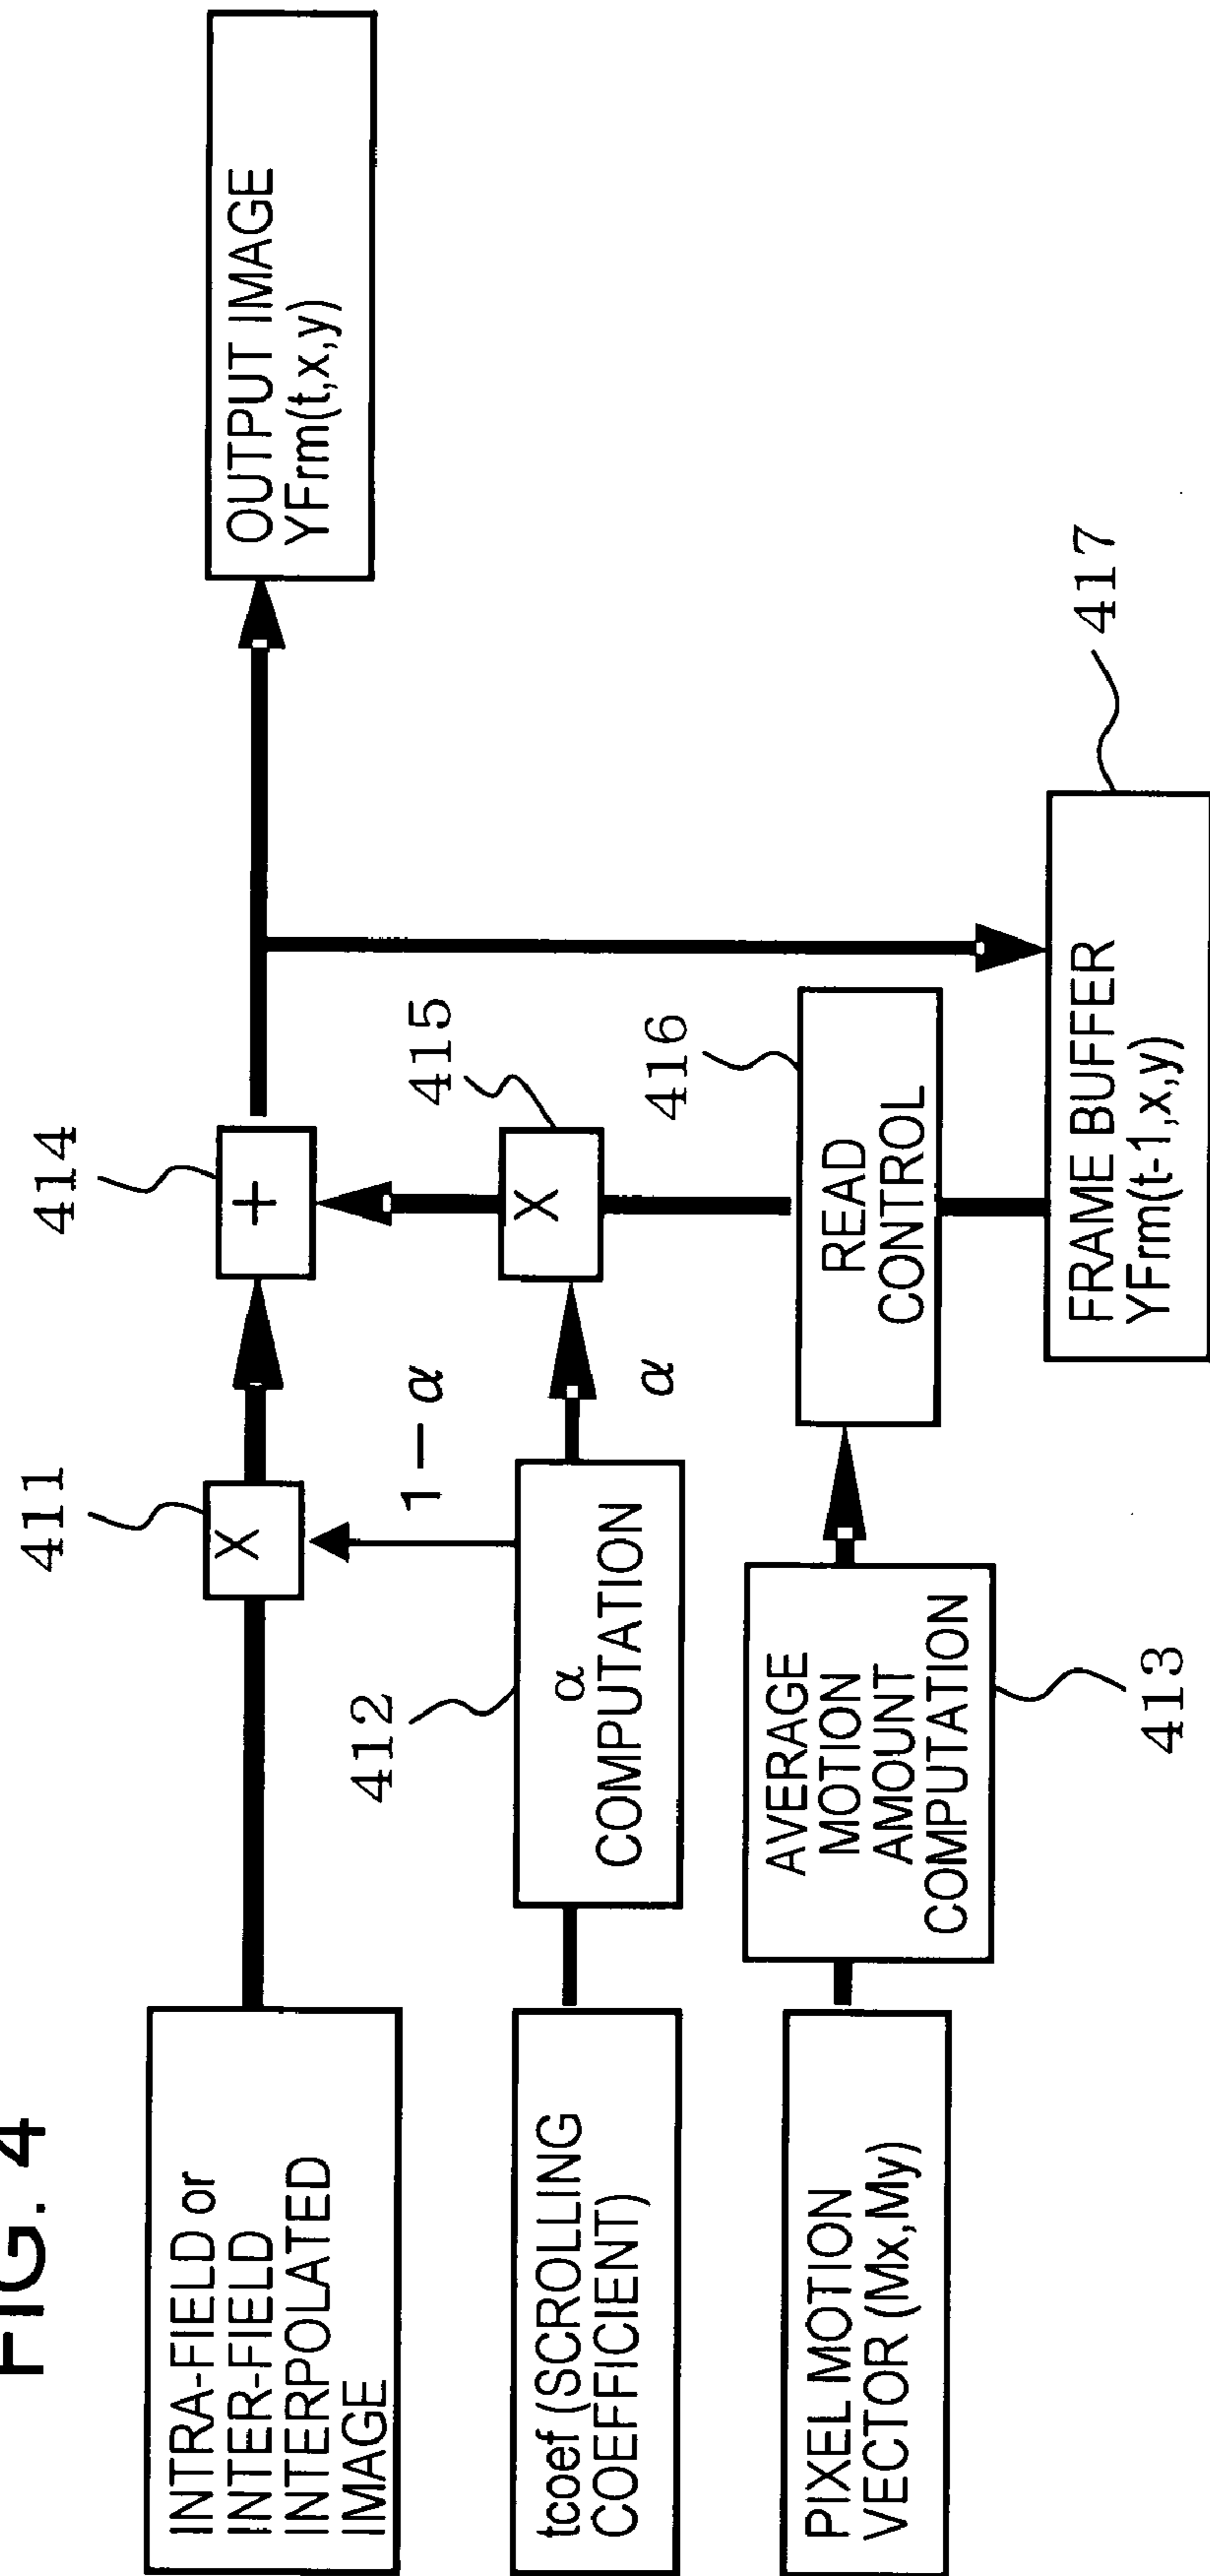 FIG. 4
INTRA-FIELD or
INTER-FIELD
INTERPOLATED
IMAGE
411
X
414
+
OUTPUT IMAGE
YFrm(t,x,y)
1-α
tcoef (SCROLLING
COEFFICIENT)
412
α
COMPUTATION
α
415
X
PIXEL MOTION
VECTOR (Mx,My)
AVERAGE
MOTION
AMOUNT
COMPUTATION
413
416
READ
CONTROL
FRAME BUFFER
YFrm(t-1,x,y)
417